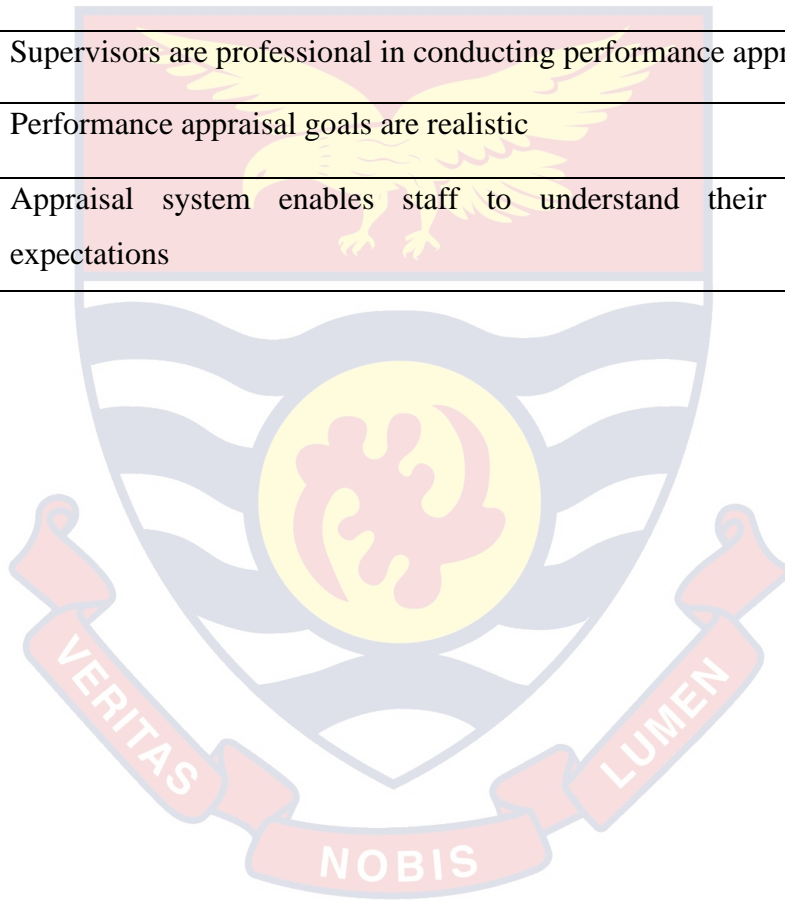 Supervisors are professional in conducting performance appr
Performance appraisal goals are realistic
Appraisal system enables staff to understand their
expectations
VERITAS
NOBIS
LUMEN